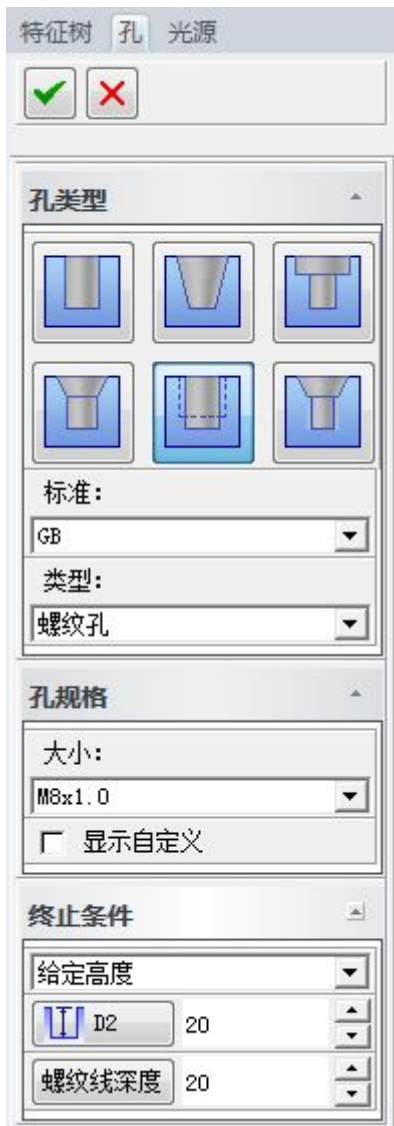 特征树 孔 光源
孔类型
标准:
GB
类型:
螺纹孔
孔规格
大小:
M8x1.0
显示自定义
终止条件
给定高度
D2 20
螺纹线深度 20